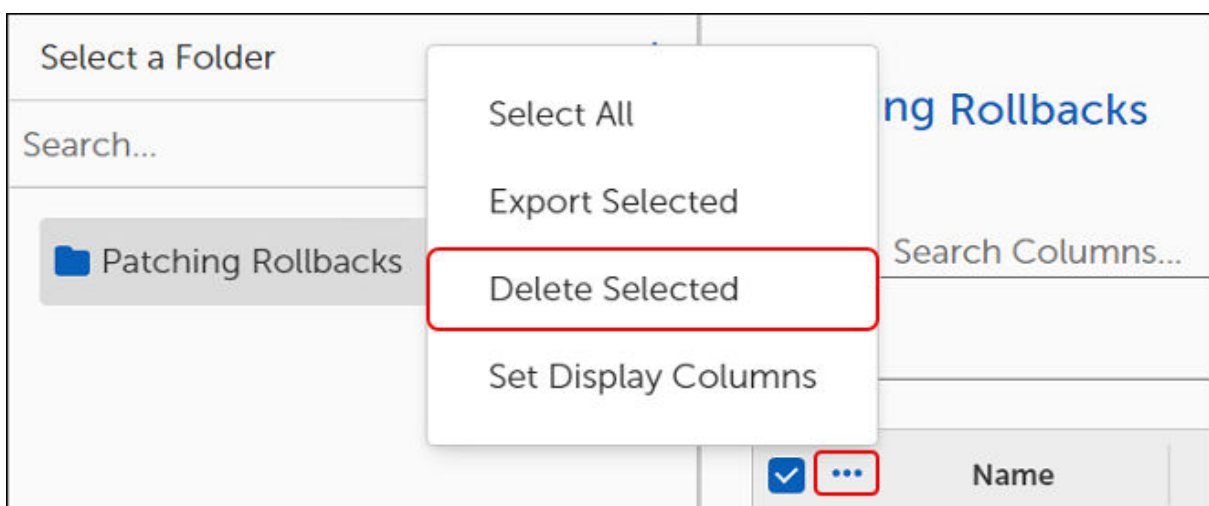 Select a Folder
Search...
Patching Rollbacks
Select All
Export Selected
Delete Selected
Set Display Columns
ng Rollbacks
Search Columns...
Name